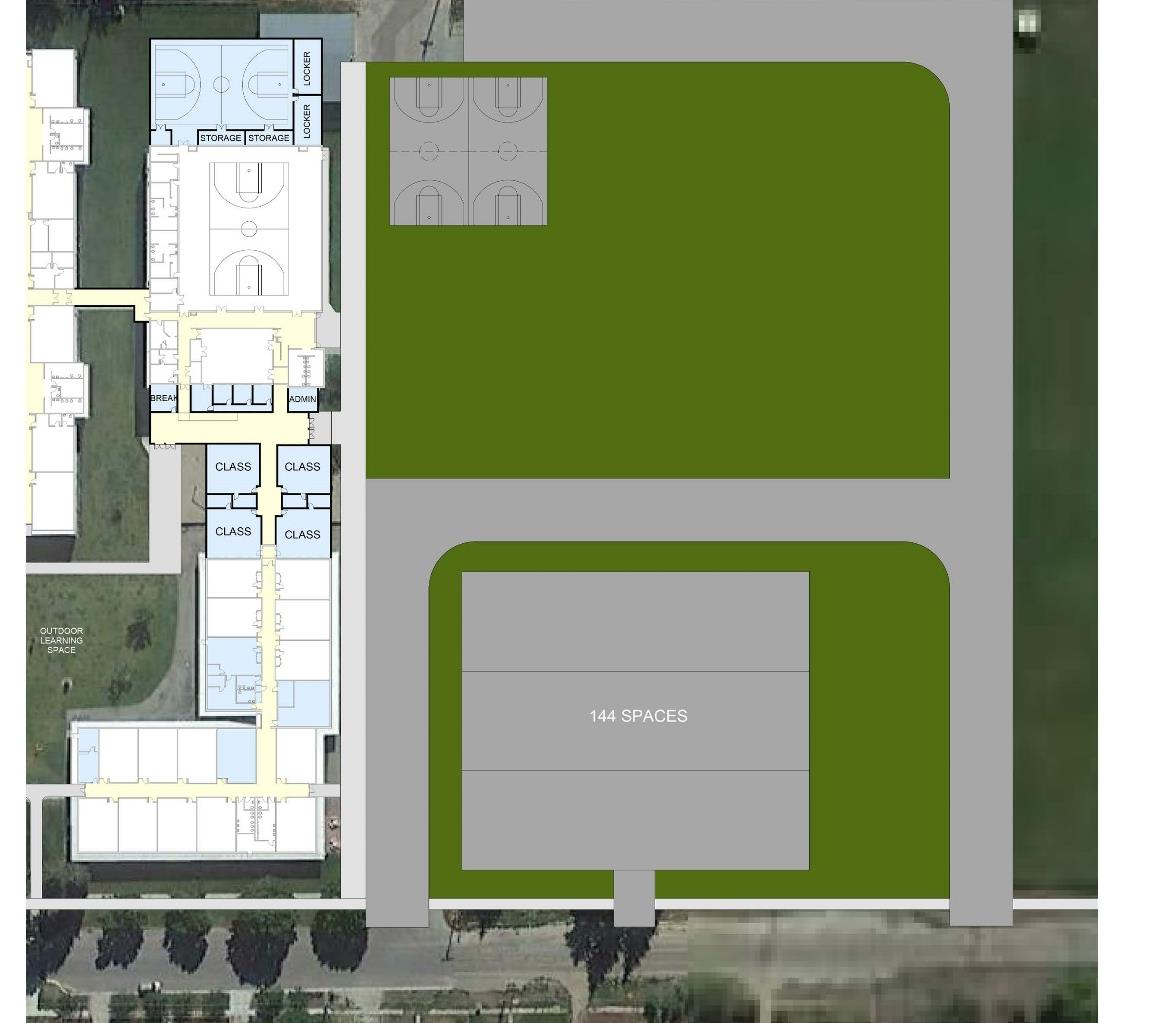 LOCKER
LOCKER
STORAGE
STORAGE
BREAK
ADMIN
CLASS
CLASS
CLASS
CLASS
OUTDOOR
LEARNING
SPACE
144 SPACES